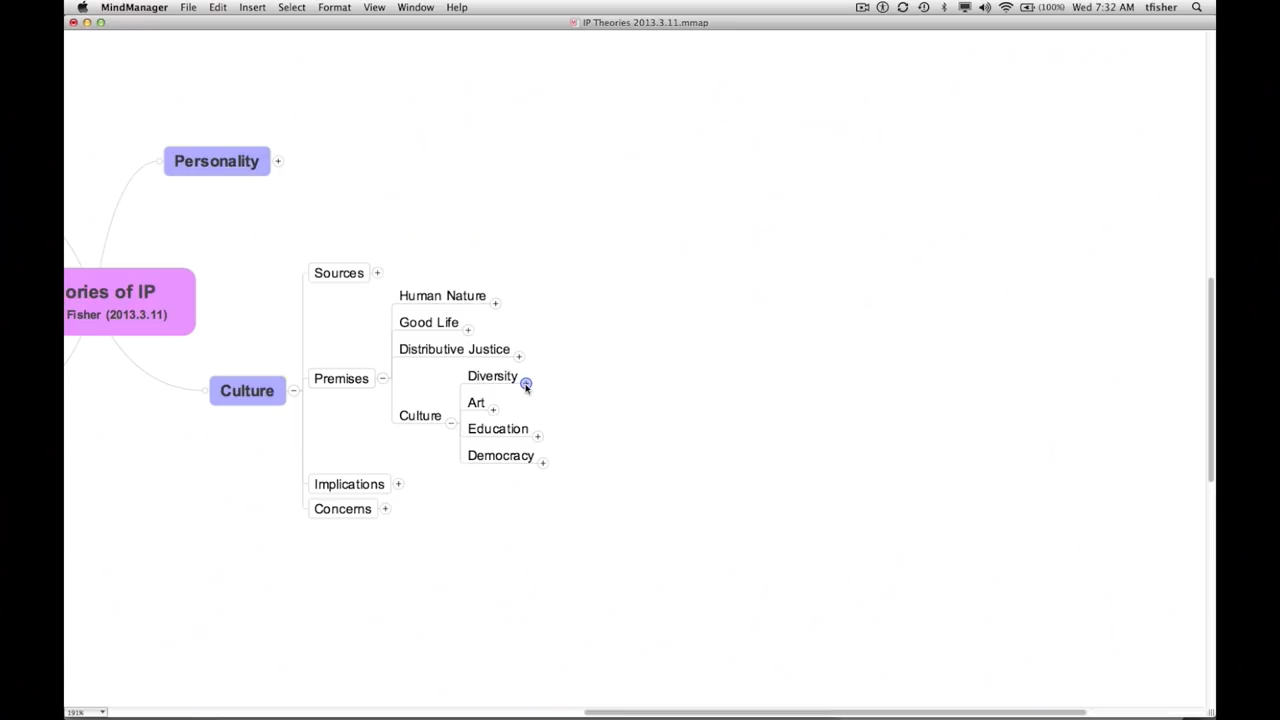 MindManager File Edit Insert Select Format View Window Help (100%) Wed 7:32 AM tfisher
IP Theories 2013.3.11.mmap
Personality
ories of IP
Fisher (2013.3.11)
Culture
Sources
Premises
Human Nature
Good Life
Distributive Justice
Culture
Diversity
Art
Education
Democracy
Implications
Concerns
191%